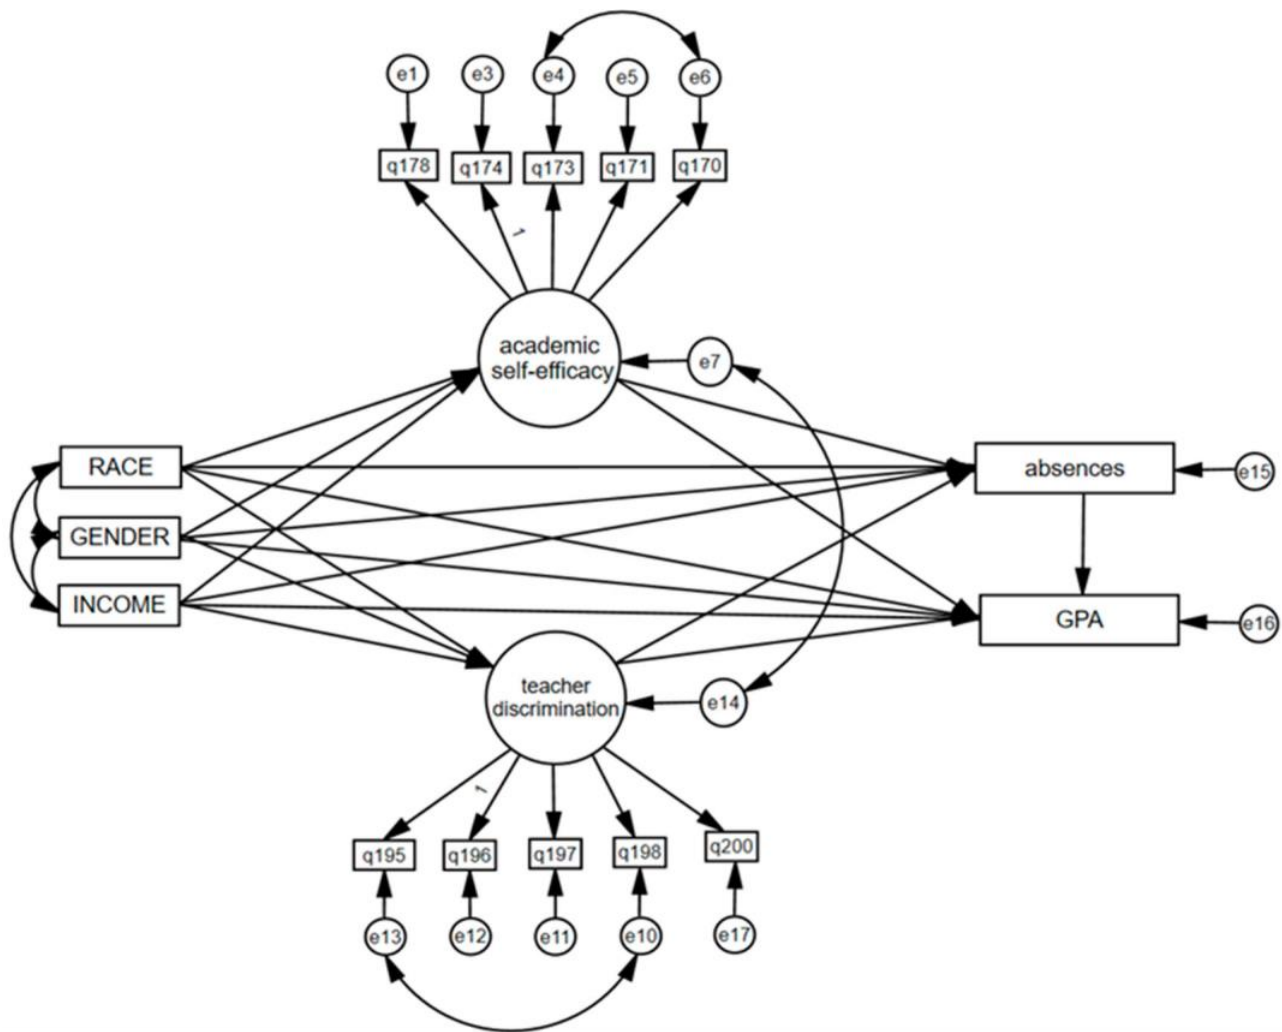 e1
e3
e4
e5
e6
q178
q174
q173
q171
q170
1
academic
self-efficacy
e7
RACE
absences
e15
GENDER
INCOME
GPA
e16
teacher
discrimination
e14
1
q195
q196
q197
q198
q200
e13
e12
e11
e10
e17